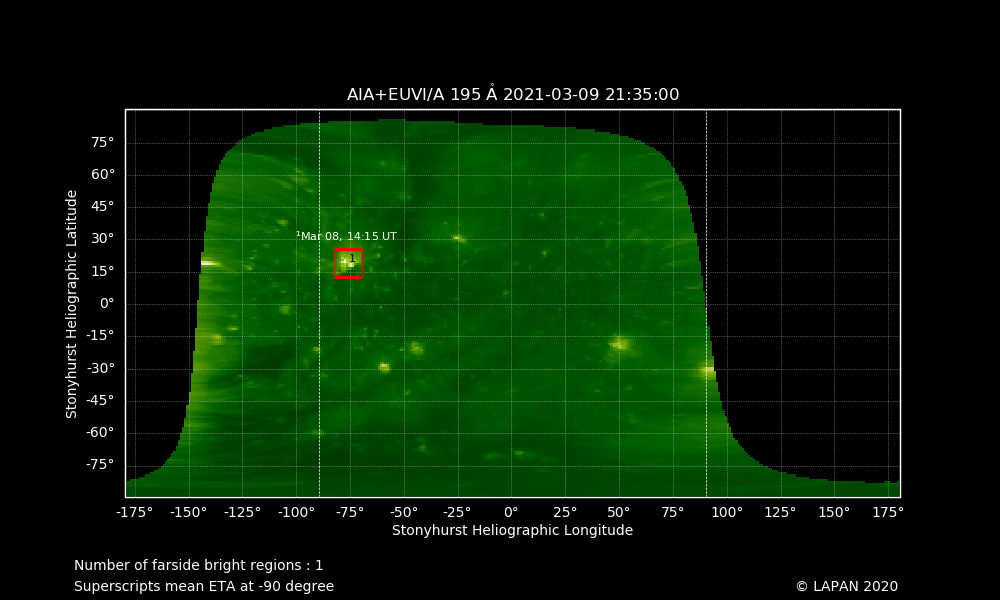 AIA+EUVI/A 195 Å 2021-03-09 21:35:00
Stonyhurst Heliographic Latitude
75°
60°
45°
30°
15°
0°
-15°
-30°
-45°
-60°
-75°
¹Mar 08, 14:15 UT
1
-175° -150° -125° -100° -75° -50° -25° 0° 25° 50° 75° 100° 125° 150° 175°
Stonyhurst Heliographic Longitude
Number of farside bright regions : 1
Superscripts mean ETA at -90 degree
© LAPAN 2020